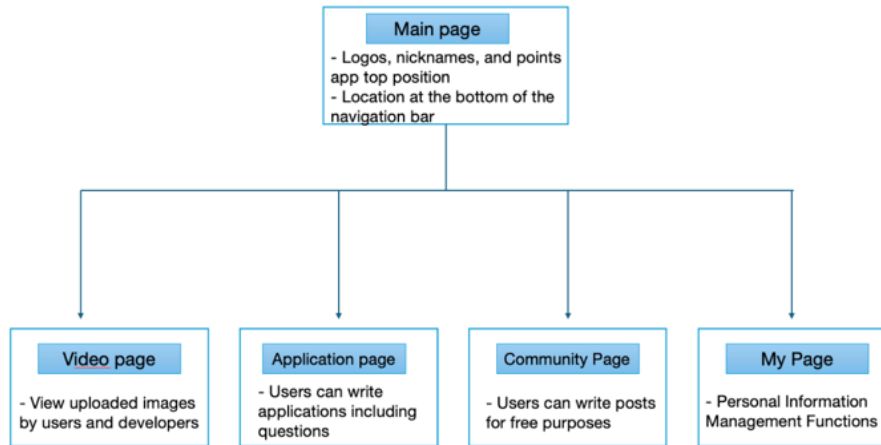 Main page
- Logos, nicknames, and points
app top position
- Location at the bottom of the
navigation bar
Video page
- View uploaded images
by users and developers
Application page
- Users can write
applications including
questions
Community Page
- Users can write posts
for free purposes
My Page
- Personal Information
Management Functions